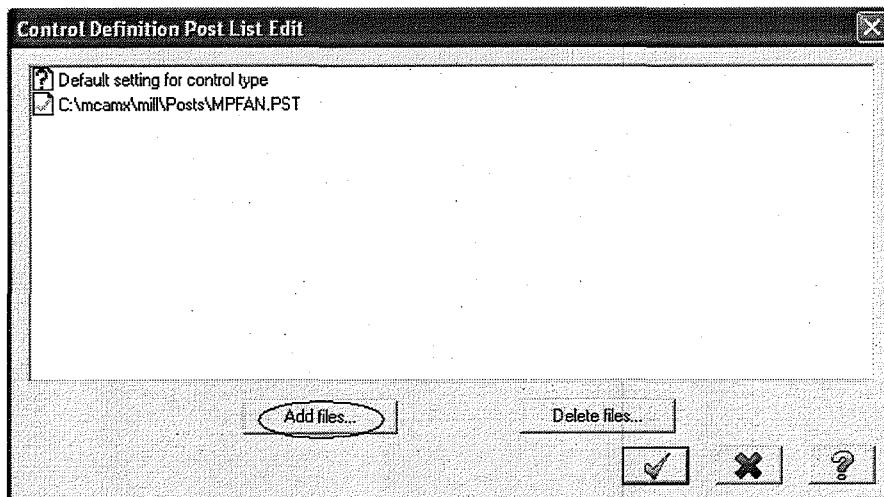 Control Definition Post List Edit
Default setting for control type
C:\mcamx\mill\Posts\MPFAN.PST
Add files...
Delete files...